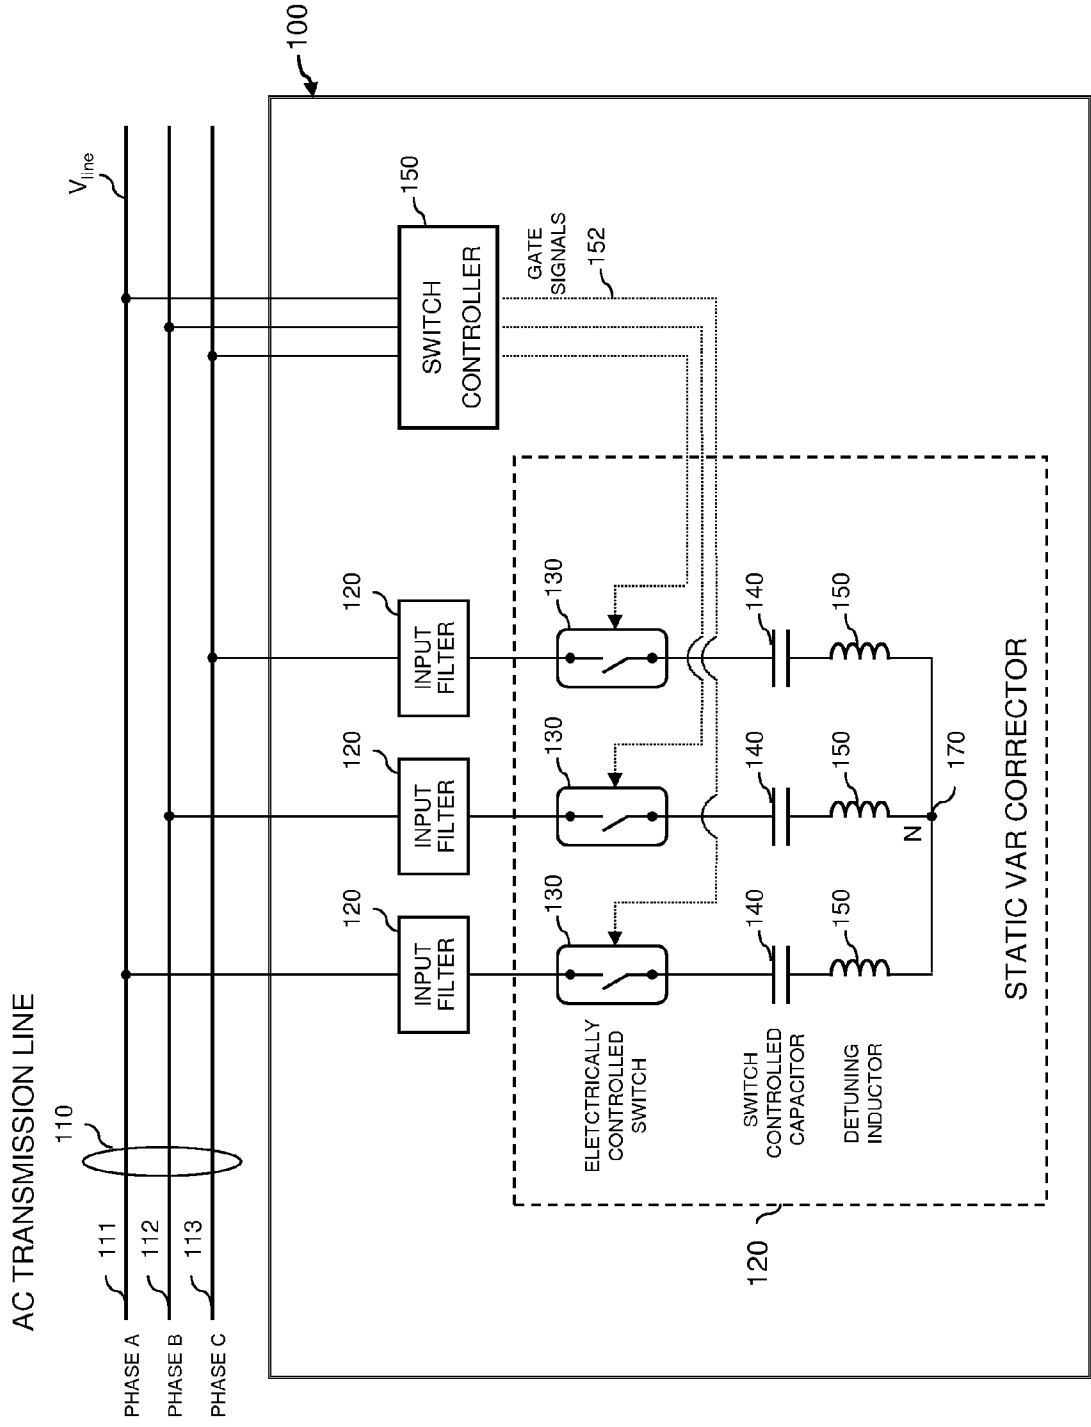 AC TRANSMISSION LINE
110
V line
PHASE A
111
PHASE B
112
PHASE C
113
100
INPUT
FILTER
120
INPUT
FILTER
120
INPUT
FILTER
120
SWITCH
CONTROLLER
150
GATE
SIGNALS
152
ELETCTRICALLY
CONTROLLED
SWITCH
130
130
130
SWITCH
CONTROLLED
CAPACITOR
140
140
140
DETUNING
INDUCTOR
150
150
150
N
170
120
STATIC VAR CORRECTOR